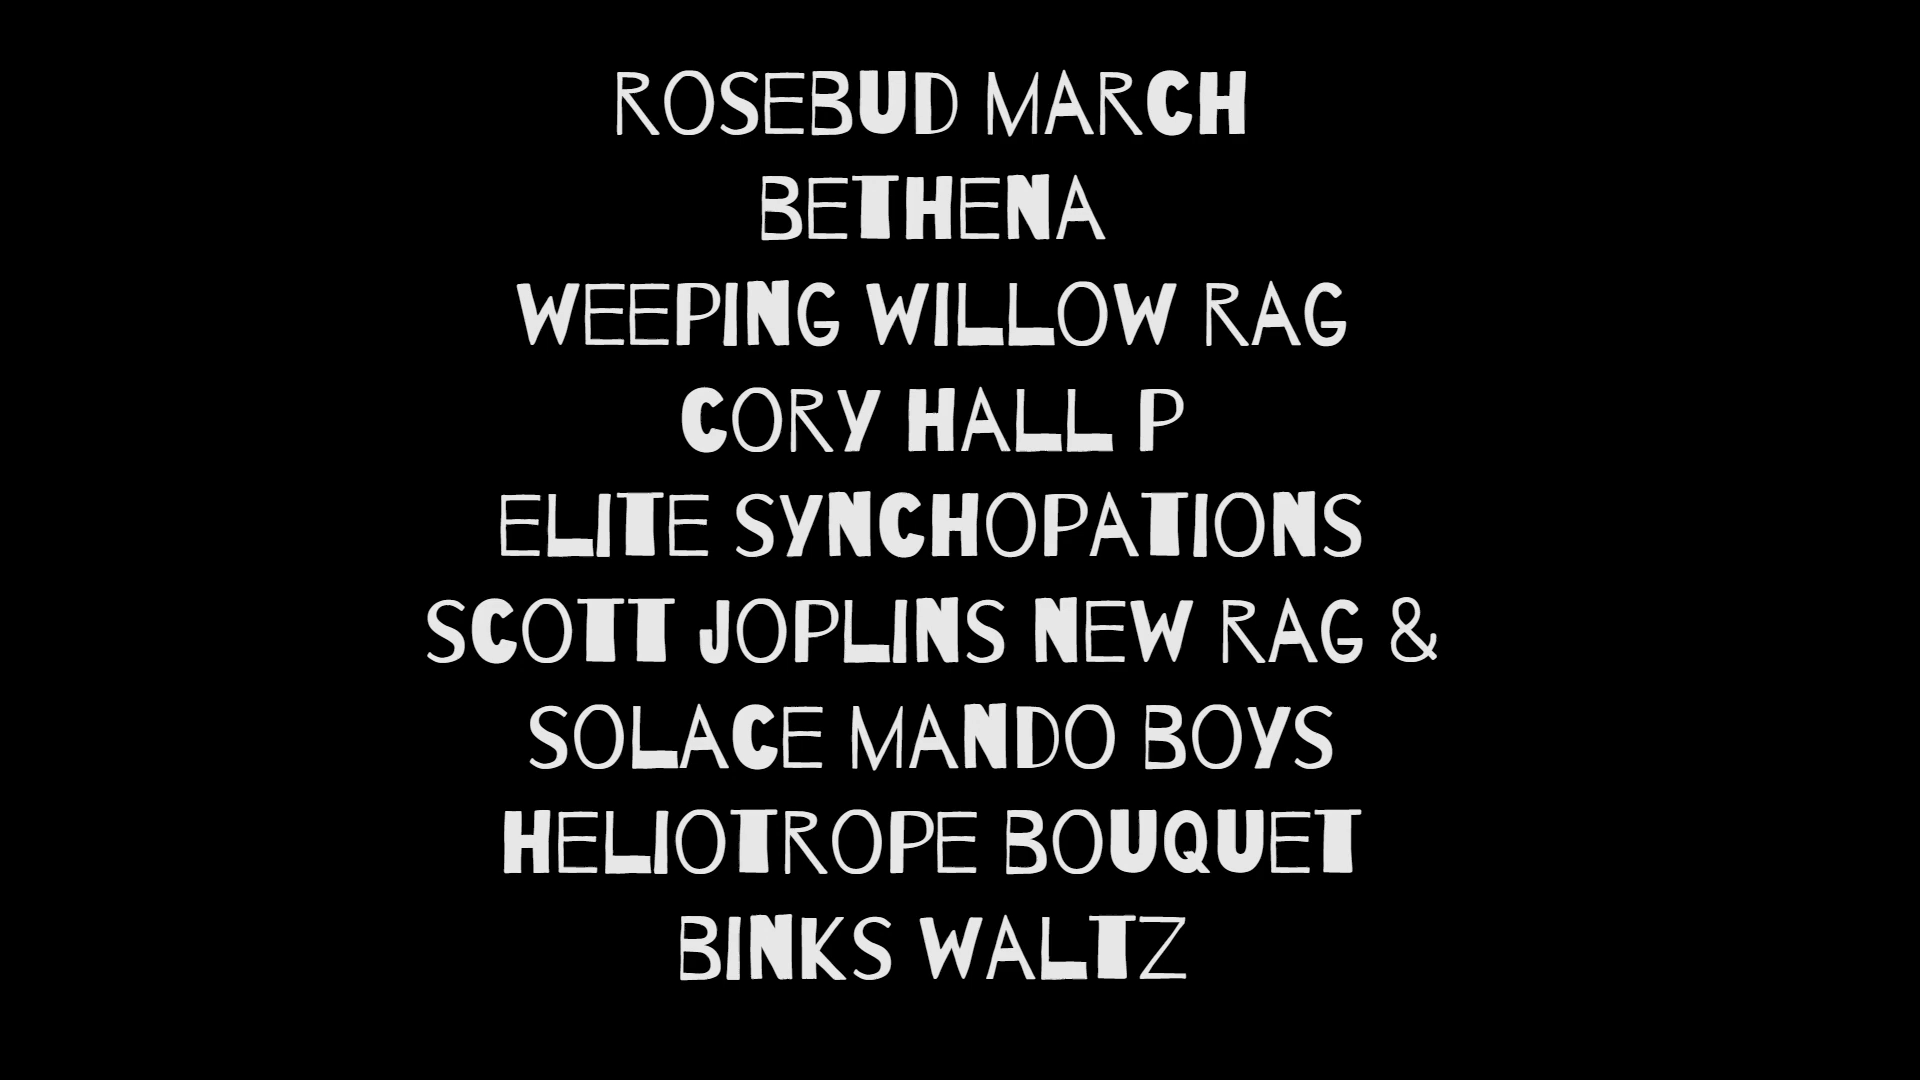 ROSEBUD MARCH
BETHENA
WEEPING WILLOW RAG
CORY HALL P
ELITE SYNCHOPATIONS
SCOTT JOPLINS NEW RAG &
SOLACE MANDO BOYS
HELIOTROPE BOUQUET
BINKS WALTZ